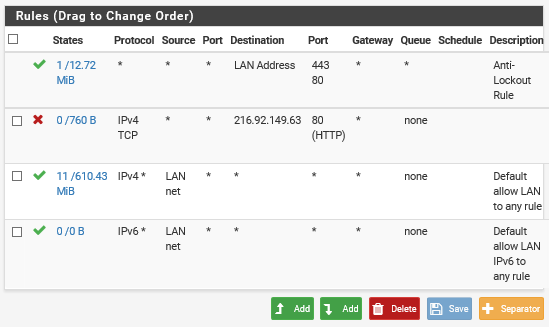 Rules (Drag to Change Order)
States Protocol Source Port Destination Port Gateway Queue Schedule Description
1 /12.72 * * * LAN Address 443 * * Anti-
MiB 80 Lockout
Rule
0 /760 B IPv4 * * 216.92.149.63 80 * none
TCP (HTTP)
11 /610.43 IPv4 * LAN * * * * none Default
MiB net allow LAN
to any rule
0 /0 B IPv6 * LAN * * * * none Default
net allow LAN
IPv6 to
any rule
Add Add Delete Save Separator